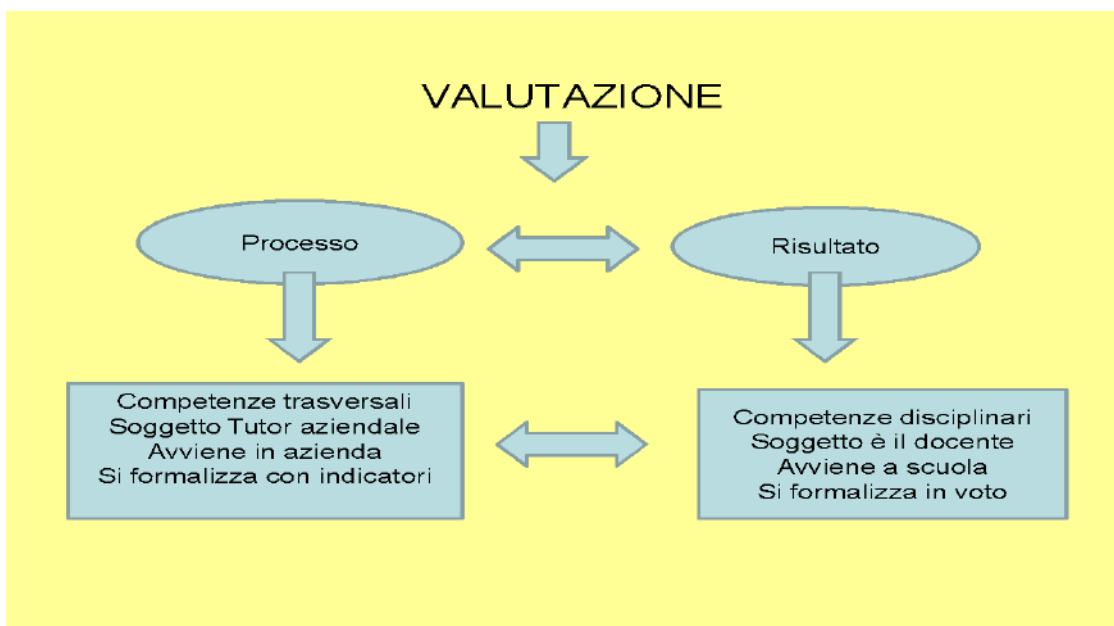 VALUTAZIONE
Processo
Risultato
Competenze trasversali
Soggetto Tutor aziendale
Avviene in azienda
Si formalizza con indicatori
Competenze disciplinari
Soggetto è il docente
Avviene a scuola
Si formalizza in voto